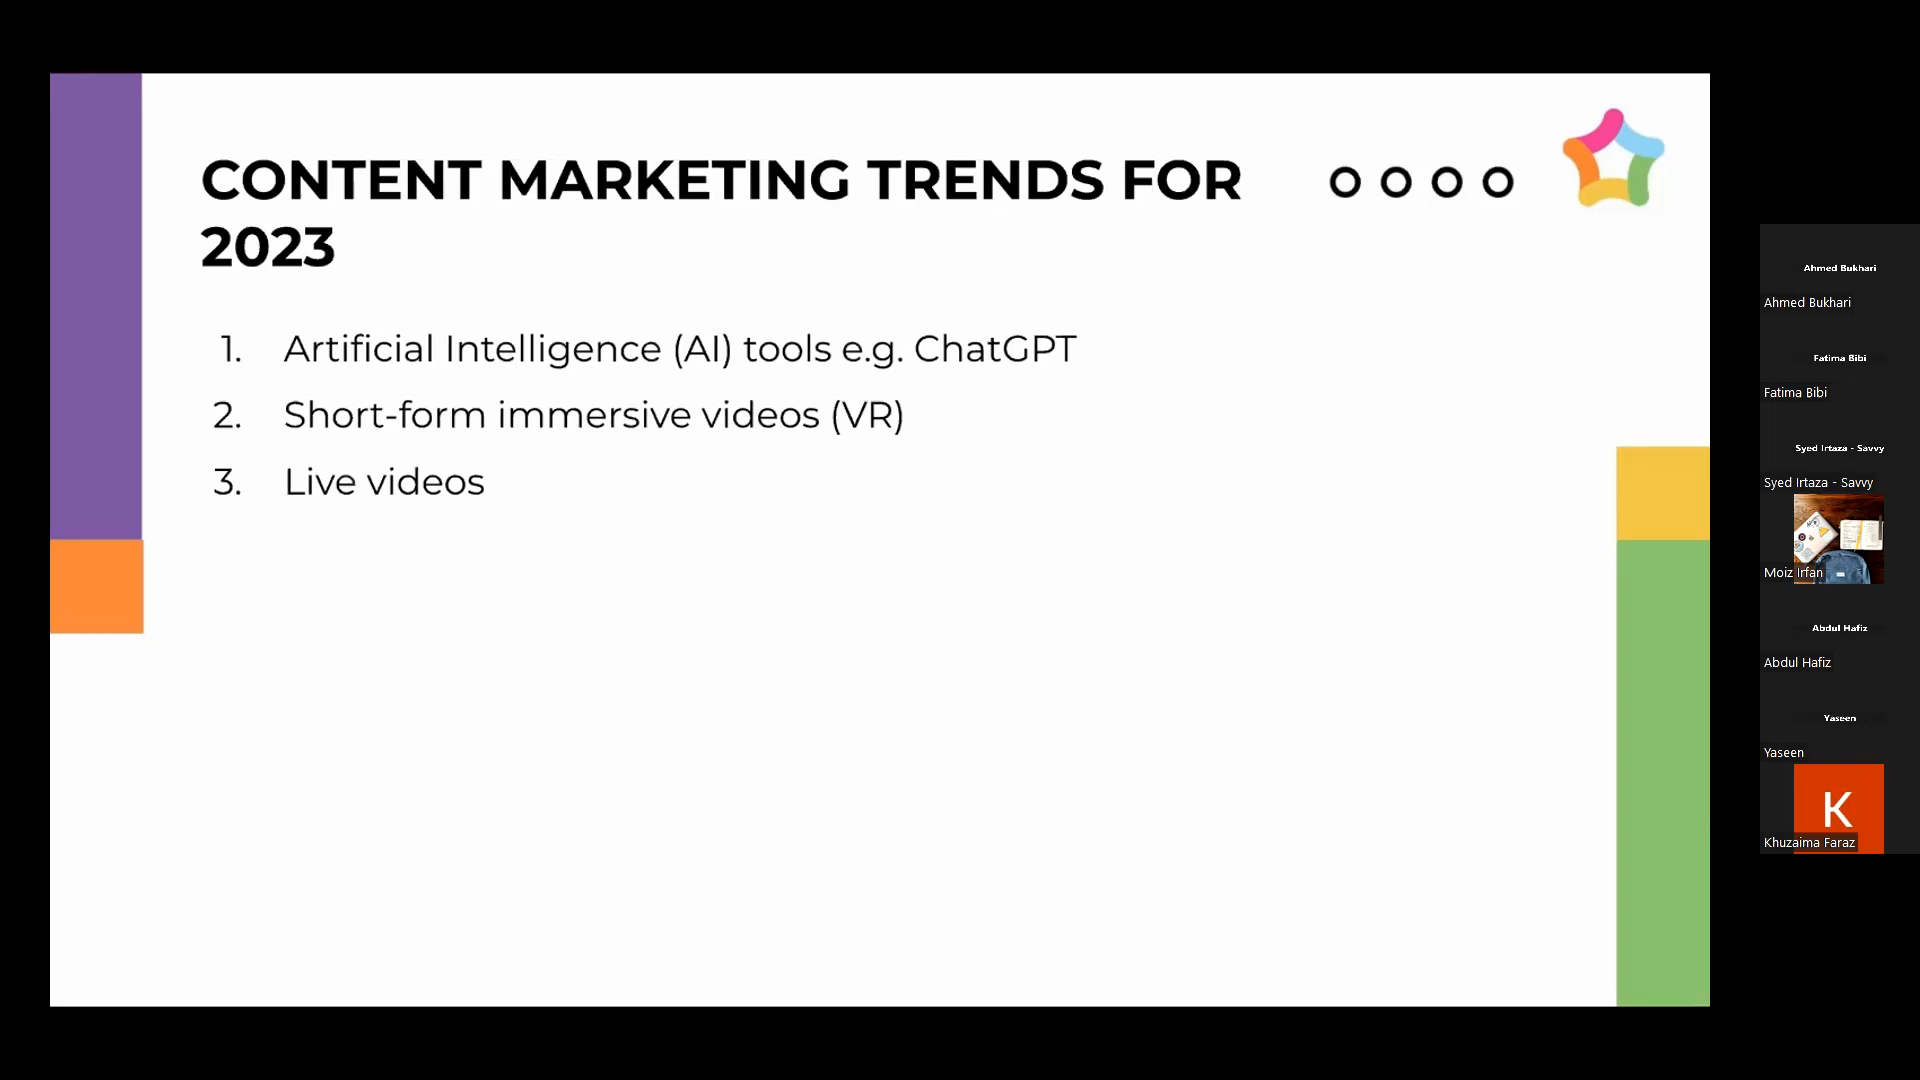 CONTENT MARKETING TRENDS FOR
2023
1. Artificial Intelligence (AI) tools e.g. ChatGPT
2. Short-form immersive videos (VR)
3. Live videos
Ahmed Bukhari
Ahmed Bukhari
Fatima Bibi
Fatima Bibi
Syed Irtaza - Savvy
Syed Irtaza - Savvy
Moiz Irfan
Abdul Hafiz
Abdul Hafiz
Yaseen
Yaseen
K
Khuzaima Faraz